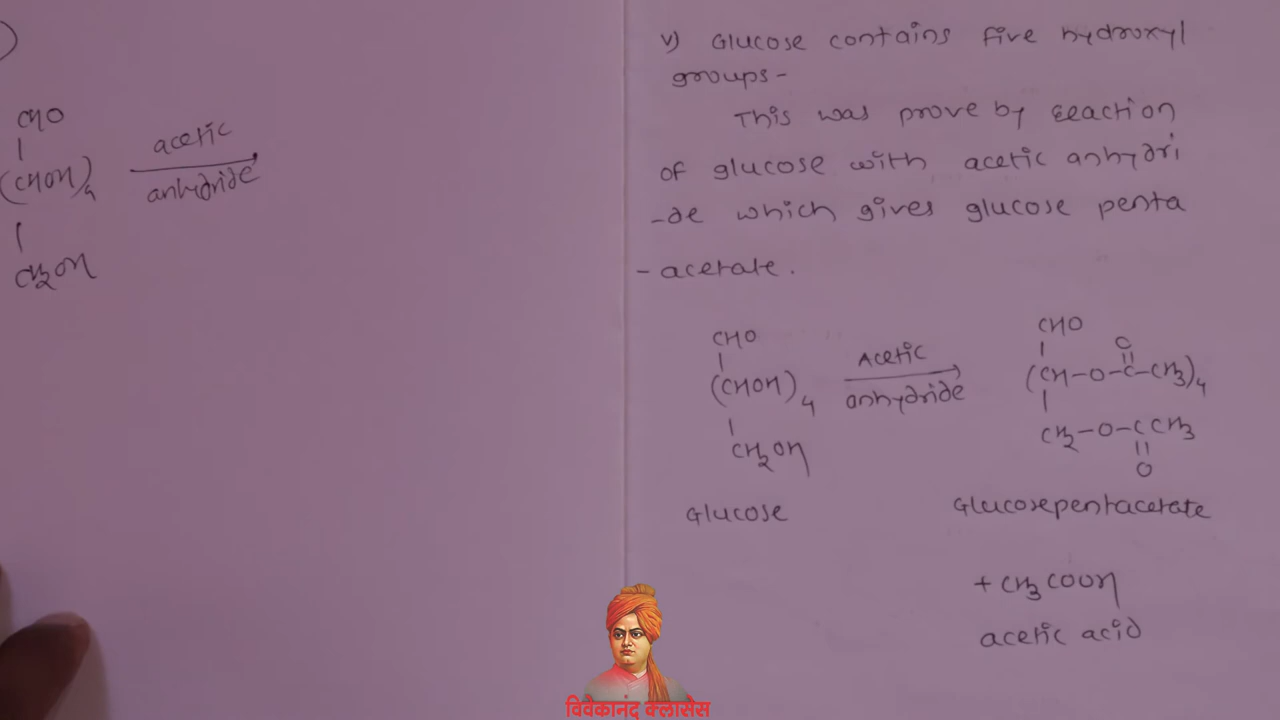 CHO
|
(CHOH)4
|
CH2OH
acetic
anhydride
v) Glucose contains five hydroxyl
groups-
This was prove by reaction
of glucose with acetic anhydri
-de which gives glucose penta
-acetate.
CHO
|
(CHOH)4
|
CH2OH
Acetic
anhydride
CHO
|
O
||
(CH-O-C-CH3)4
|
CH2-O-CCH3
||
O
Glucose
Glucosepentacetate
+ CH3COOH
acetic acid
विवेकानंद क्लासेस